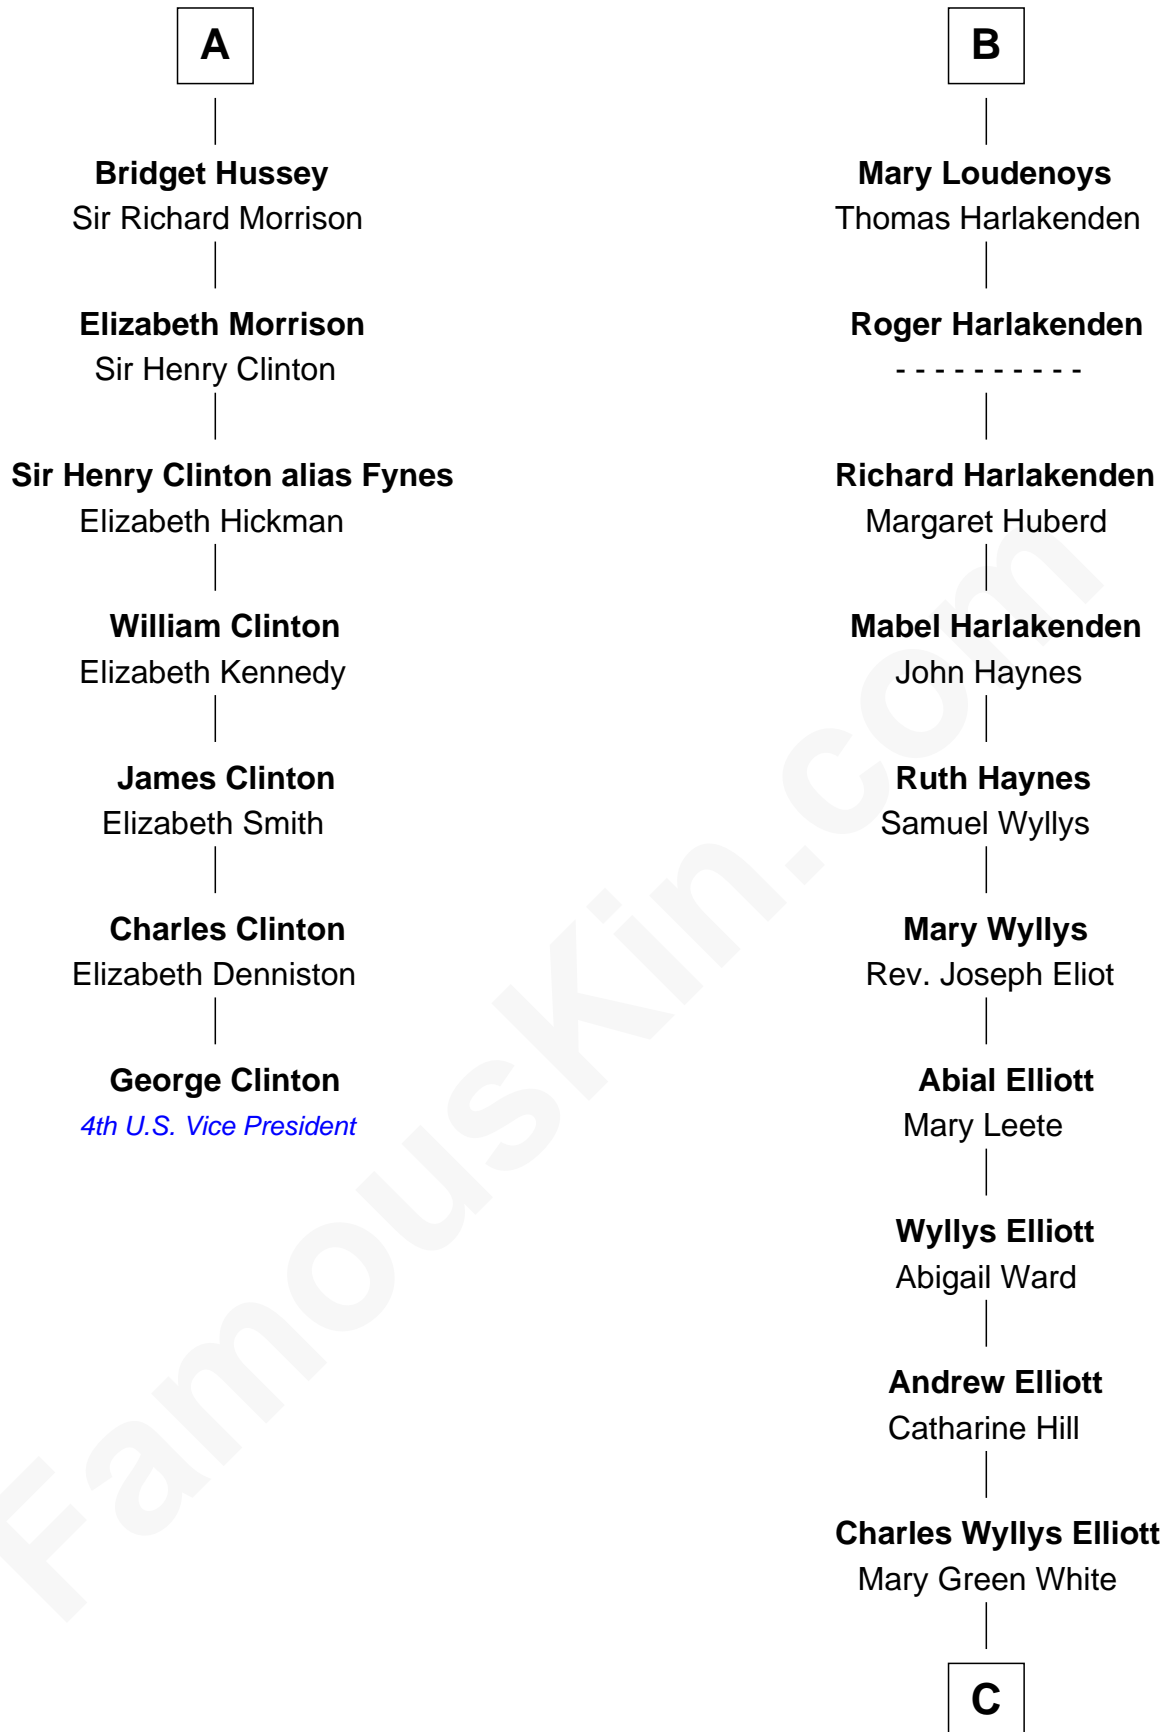 A
Bridget Hussey
Sir Richard Morrison
Elizabeth Morrison
Sir Henry Clinton
Sir Henry Clinton alias Fynes
Elizabeth Hickman
William Clinton
Elizabeth Kennedy
James Clinton
Elizabeth Smith
Charles Clinton
Elizabeth Denniston
George Clinton
4th U.S. Vice President
B
Mary Loudenoys
Thomas Harlakenden
Roger Harlakenden
- - - - - - - - - -
Richard Harlakenden
Margaret Huberd
Mabel Harlakenden
John Haynes
Ruth Haynes
Samuel Wyllys
Mary Wyllys
Rev. Joseph Eliot
Abial Elliott
Mary Leete
Wyllys Elliott
Abigail Ward
Andrew Elliott
Catharine Hill
Charles Wyllys Elliott
Mary Green White
C
FamousKin.com